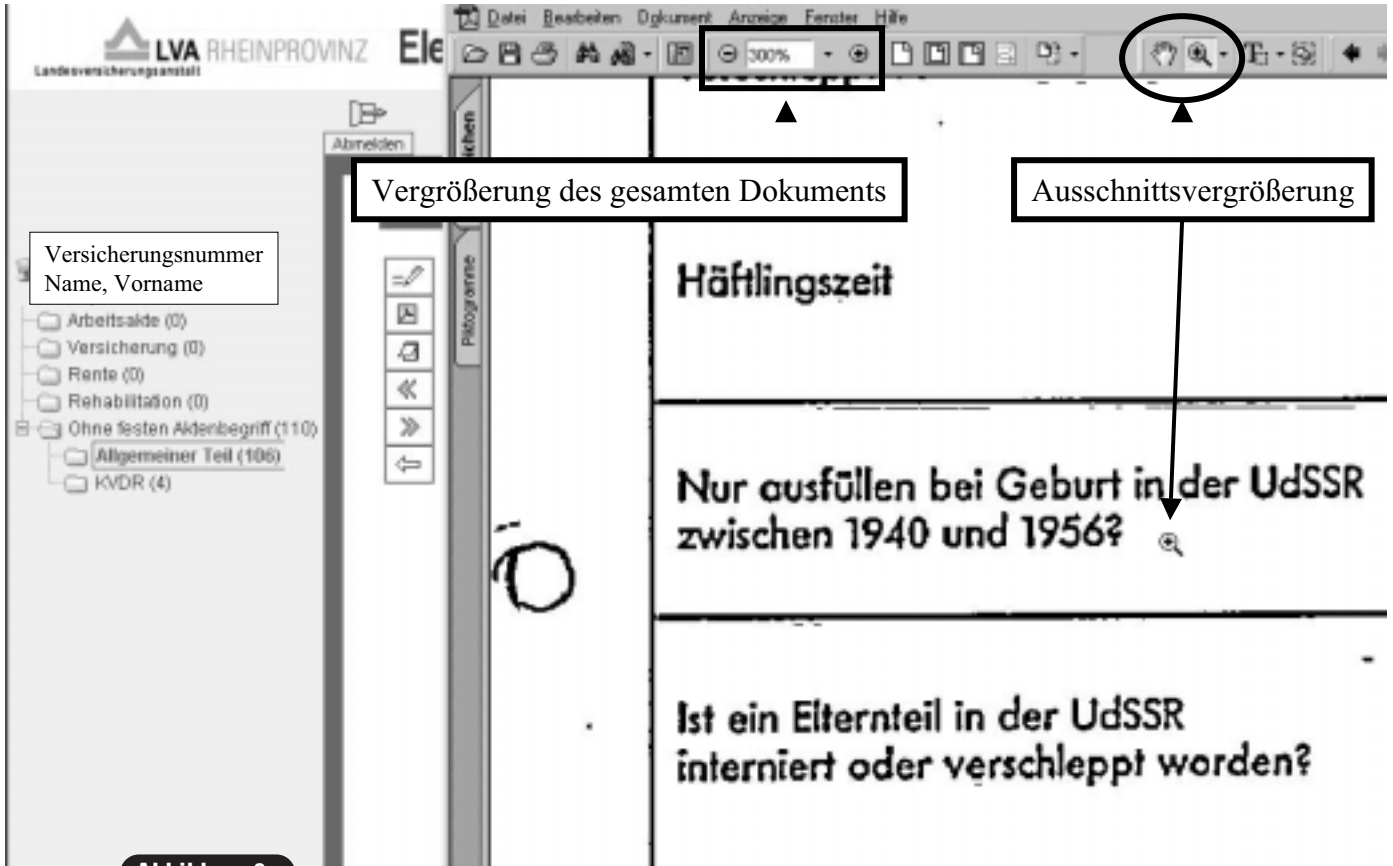 LVA RHEINPROVINZ
Landesversicherungsanstalt
Ele
Datei Bearbeiten Dokument Anzeige Fenster Hilfe
300%
Abmelden
Vergrößerung des gesamten Dokuments
Ausschnittsvergrößerung
Versicherungsnummer
Name, Vorname
Arbeitsakte (0)
Versicherung (0)
Rente (0)
Rehabilitation (0)
Ohne festen Aktenbegriff (110)
Allgemeiner Teil (106)
KVDR (4)
Piktogramme
Häftlingszeit
Nur ausfüllen bei Geburt in der UdSSR
zwischen 1940 und 1956?
Ist ein Elternteil in der UdSSR
interniert oder verschleppt worden?